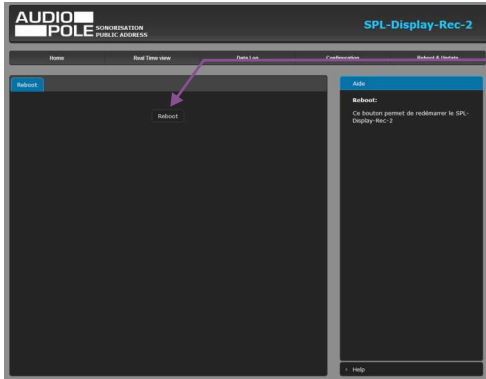 AUDIO
POLE SONORISATION
PUBLIC ADDRESS
SPL-Display-Rec-2
Home Real Time view Data Log Configuration Reboot & Update
Reboot
Reboot
Aide
Reboot:
Ce bouton permet de redémarrer le SPL-
Display-Rec-2
Help